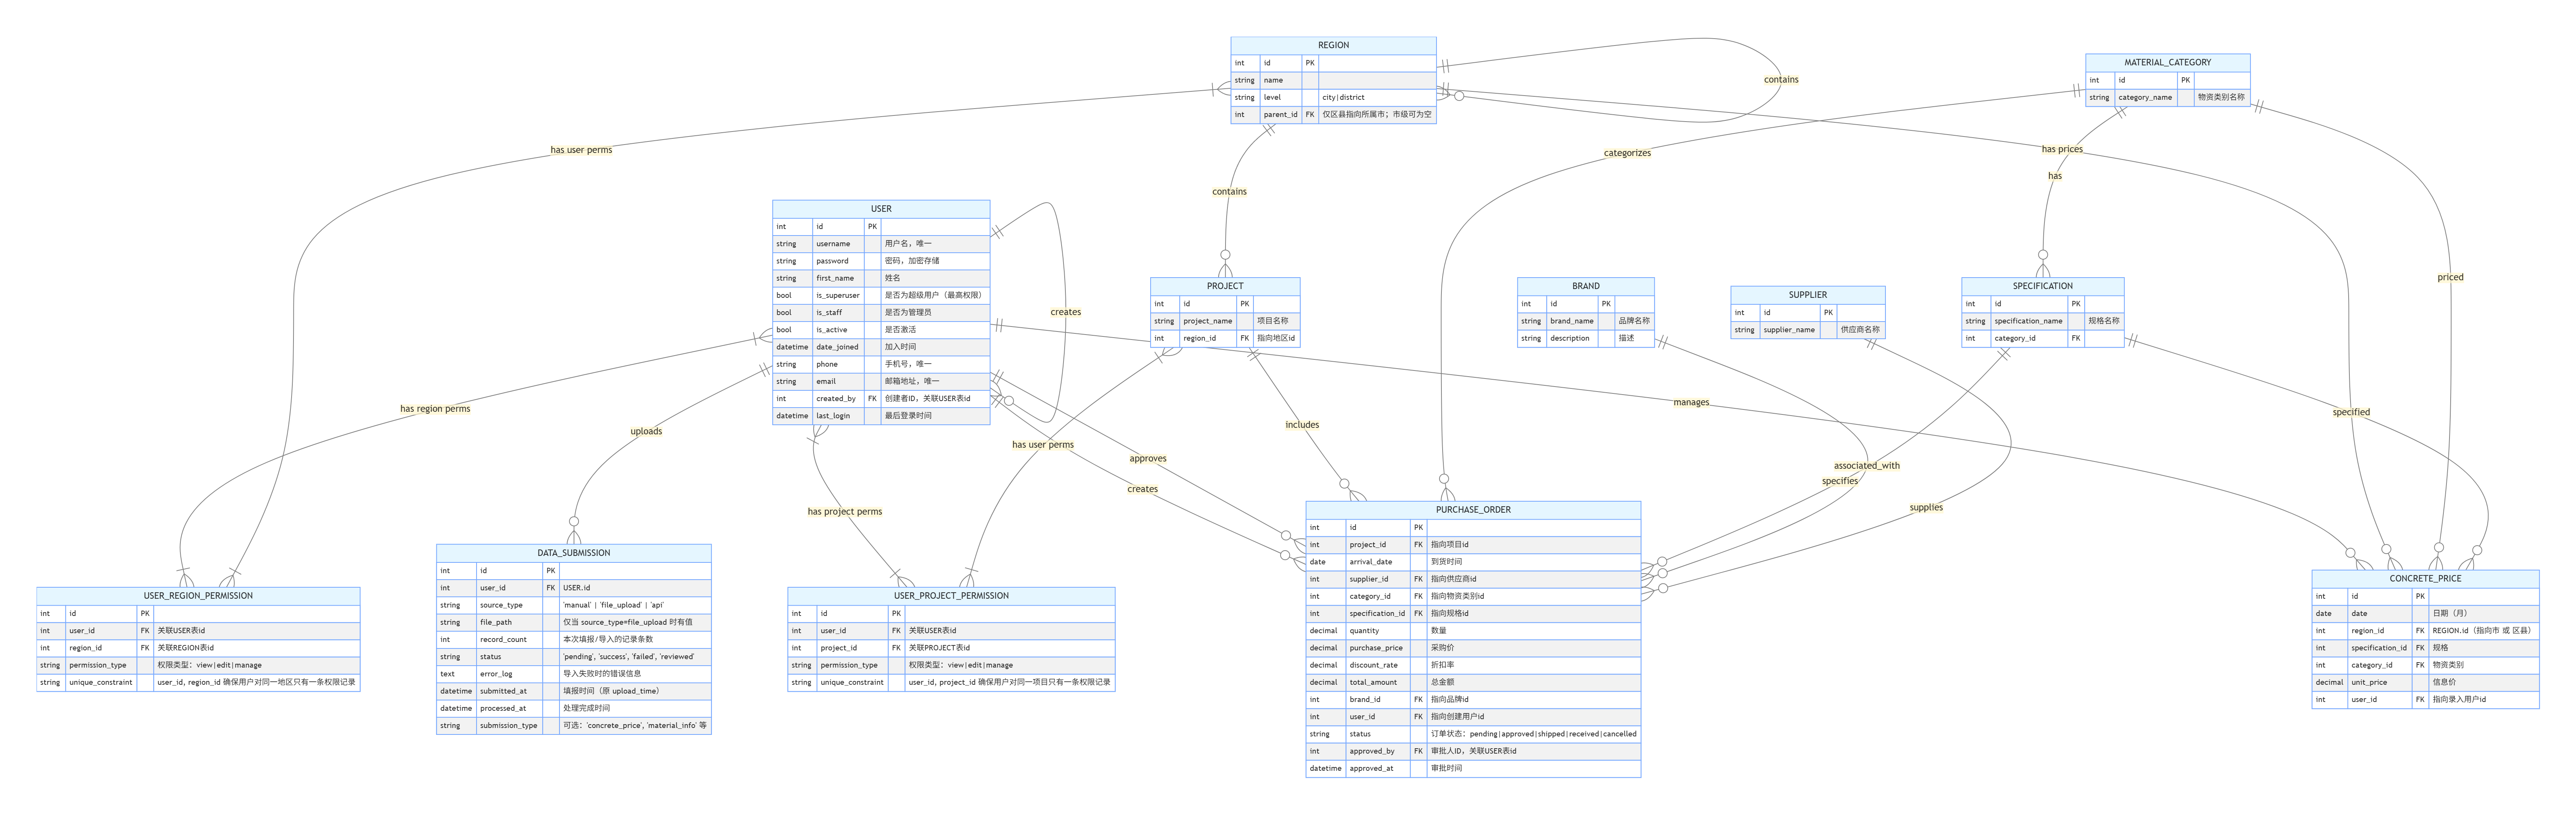 REGION
int id PK
string name
string level city|district
int parent_id FK 仅区县指向所属市；市级可为空
contains
MATERIAL_CATEGORY
int id PK
string category_name 物资类别名称
has user perms
categorizes
has prices
has
contains
priced
USER
int id PK
string username 用户名，唯一
string password 密码，加密存储
string first_name 姓名
bool is_superuser 是否为超级用户（最高权限）
bool is_staff 是否为管理员
bool is_active 是否激活
datetime date_joined 加入时间
string phone 手机号，唯一
string email 邮箱地址，唯一
int created_by FK 创建者ID，关联USER表id
datetime last_login 最后登录时间
creates
PROJECT
int id PK
string project_name 项目名称
int region_id FK 指向地区id
BRAND
int id PK
string brand_name 品牌名称
string description 描述
SUPPLIER
int id PK
string supplier_name 供应商名称
SPECIFICATION
int id PK
string specification_name 规格名称
int category_id FK
has region perms
uploads
has user perms
includes
manages
specified
approves
creates
has project perms
associated_with
specifies
supplies
USER_REGION_PERMISSION
int id PK
int user_id FK 关联USER表id
int region_id FK 关联REGION表id
string permission_type 权限类型：view|edit|manage
string unique_constraint user_id, region_id 确保用户对同一地区只有一条权限记录
DATA_SUBMISSION
int id PK
int user_id FK USER.id
string source_type 'manual' | 'file_upload' | 'api'
string file_path 仅当 source_type=file_upload 时有值
int record_count 本次填报/导入的记录条数
string status 'pending', 'success', 'failed', 'reviewed'
text error_log 导入失败时的错误信息
datetime submitted_at 填报时间（原 upload_time）
datetime processed_at 处理完成时间
string submission_type 可选：'concrete_price', 'material_info' 等
USER_PROJECT_PERMISSION
int id PK
int user_id FK 关联USER表id
int project_id FK 关联PROJECT表id
string permission_type 权限类型：view|edit|manage
string unique_constraint user_id, project_id 确保用户对同一项目只有一条权限记录
PURCHASE_ORDER
int id PK
int project_id FK 指向项目id
date arrival_date 到货时间
int supplier_id FK 指向供应商id
int category_id FK 指向物资类别id
int specification_id FK 指向规格id
decimal quantity 数量
decimal purchase_price 采购价
decimal discount_rate 折扣率
decimal total_amount 总金额
int brand_id FK 指向品牌id
int user_id FK 指向创建用户id
string status 订单状态：pending|approved|shipped|received|cancelled
int approved_by FK 审批人ID，关联USER表id
datetime approved_at 审批时间
CONCRETE_PRICE
int id PK
date date 日期（月）
int region_id FK REGION.id（指向市 或 区县）
int specification_id FK 规格
int category_id FK 物资类别
decimal unit_price 信息价
int user_id FK 指向录入用户id